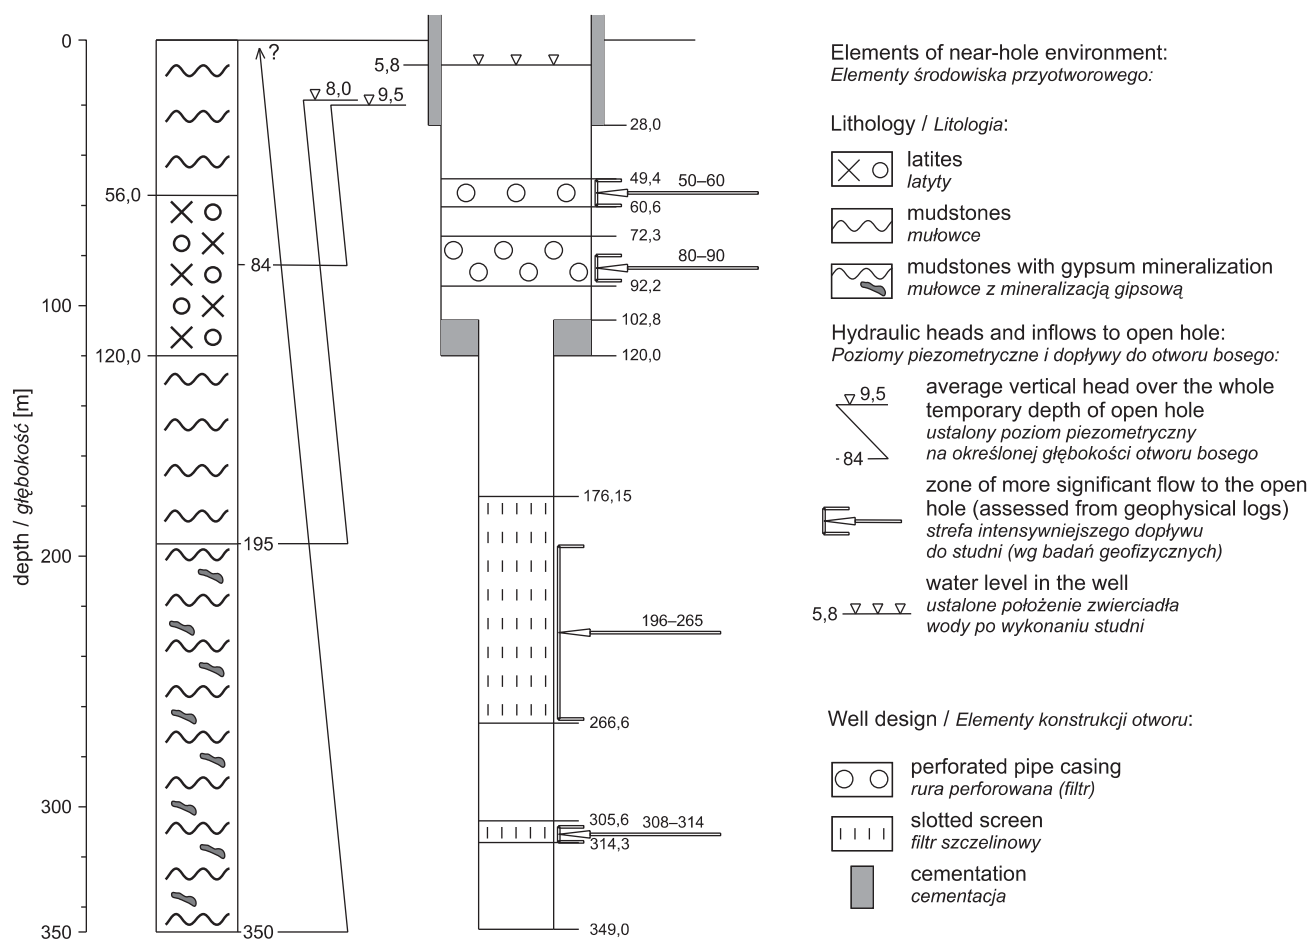 0
100
200
300
350
depth / głębokość [m]
56,0
120,0
84
195
350
?
8,0
9,5
5,8
28,0
49,4
50–60
60,6
72,3
80–90
92,2
102,8
120,0
176,15
196–265
266,6
305,6
308–314
314,3
349,0
Elements of near-hole environment:
Elementy środowiska przyotworowego:
Lithology / Litologia:
latites
latyty
mudstones
mułowce
mudstones with gypsum mineralization
mułowce z mineralizacją gipsową
Hydraulic heads and inflows to open hole:
Poziomy piezometryczne i dopływy do otworu bosego:
9,5
84
average vertical head over the whole
temporary depth of open hole
ustalony poziom piezometryczny
na określonej głębokości otworu bosego
zone of more significant flow to the open
hole (assessed from geophysical logs)
strefa intensywniejszego dopływu
do studni (wg badań geofizycznych)
5,8
water level in the well
ustalone położenie zwierciadła
wody po wykonaniu studni
Well design / Elementy konstrukcji otworu:
perforated pipe casing
rura perforowana (filtr)
slotted screen
filtr szczelinowy
cementation
cementacja